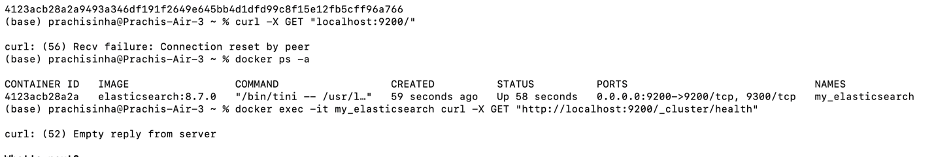 4123acb28a2a9493a346df191f2649e645bb4d1dfd99c8f15e12fb5cff96a766
(base) prachisinha@Prachis-Air-3 ~ % curl -X GET "localhost:9200/"
curl: (56) Recv failure: Connection reset by peer
(base) prachisinha@Prachis-Air-3 ~ % docker ps -a
CONTAINER ID IMAGE COMMAND CREATED STATUS PORTS NAMES
4123acb28a2a elasticsearch:8.7.0 "/bin/tini -- /usr/l…" 59 seconds ago Up 58 seconds 0.0.0.0:9200->9200/tcp, 9300/tcp my_elasticsearch
(base) prachisinha@Prachis-Air-3 ~ % docker exec -it my_elasticsearch curl -X GET "http://localhost:9200/_cluster/health"
curl: (52) Empty reply from server